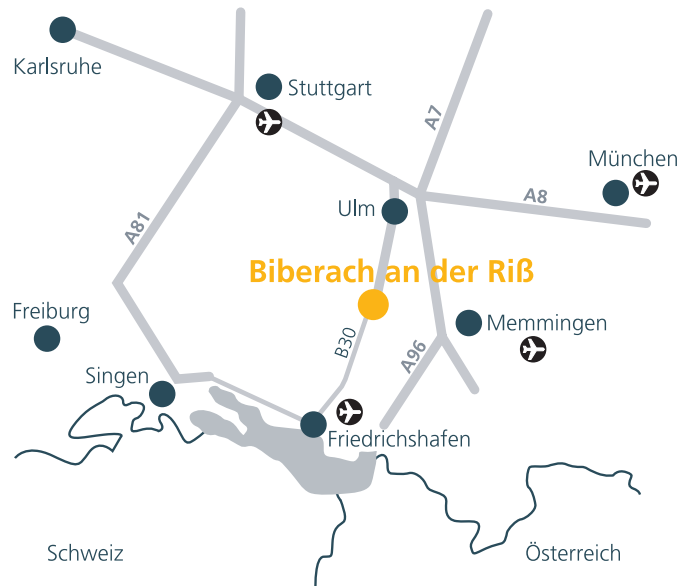 Karlsruhe
Stuttgart
A7
München
A8
Ulm
A81
Biberach an der Riß
Freiburg
Memmingen
B30
A96
Singen
Friedrichshafen
Schweiz
Österreich